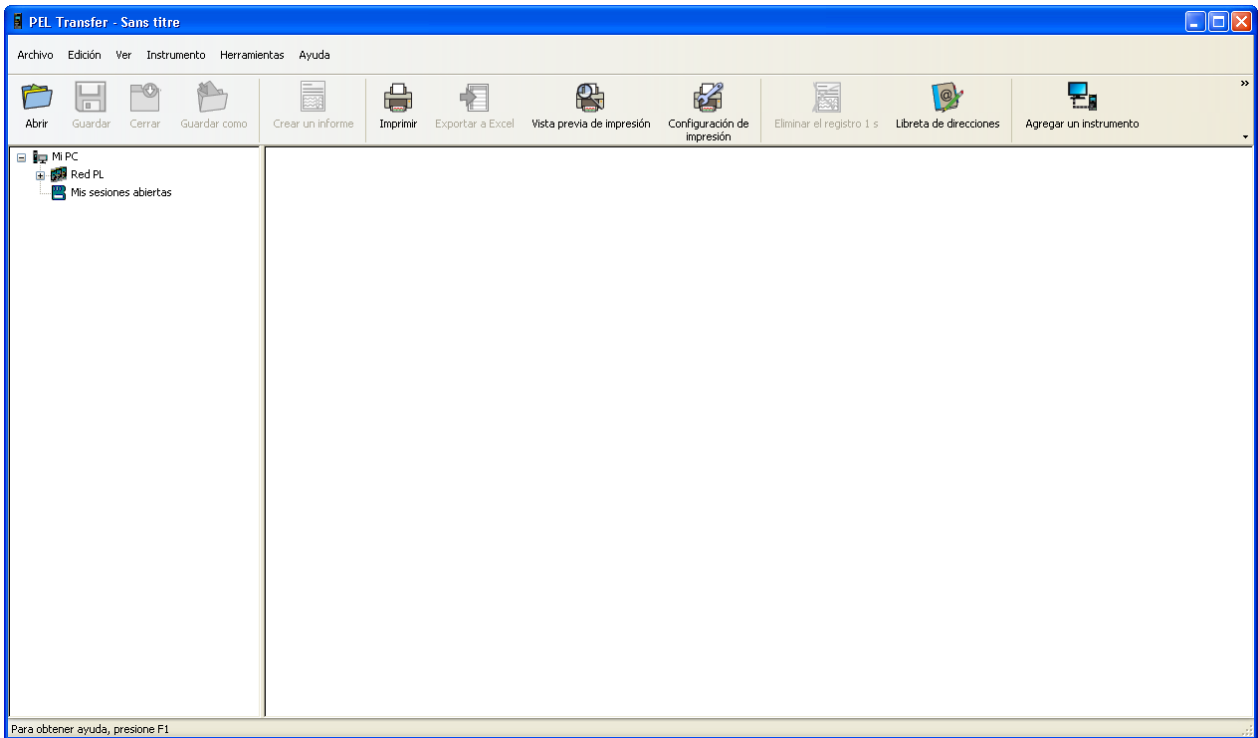 PEL Transfer - Sans titre
Archivo Edición Ver Instrumento Herramientas Ayuda
Abrir Guardar Cerrar Guardar como Crear un informe Imprimir Exportar a Excel Vista previa de impresión Configuración de impresión Eliminar el registro 1 s Libreta de direcciones Agregar un instrumento
Mi PC
Red PL
Mis sesiones abiertas
Para obtener ayuda, presione F1